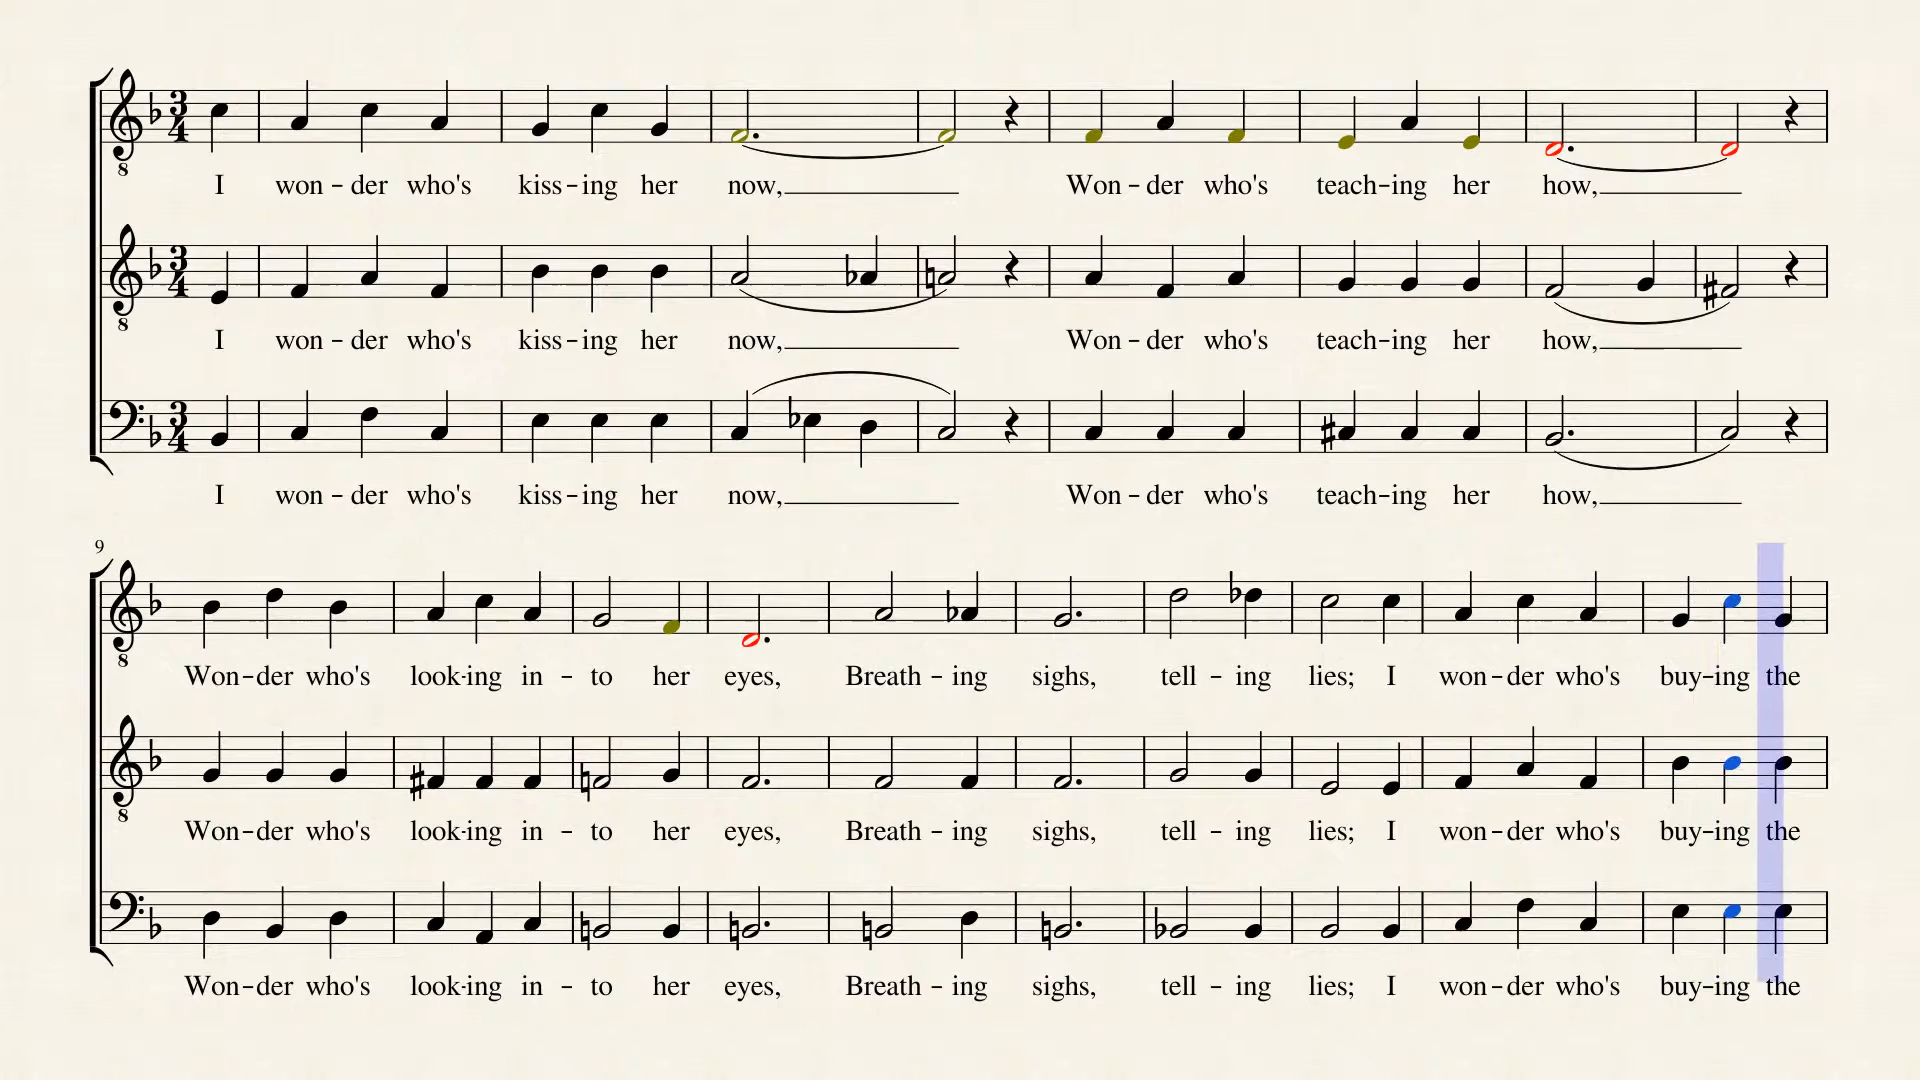 3
4
8
I won – der who's kiss – ing her now, Won – der who's teach – ing her how,
3
4
8
I won – der who's kiss – ing her now, Won – der who's teach – ing her how,
3
4
I won – der who's kiss – ing her now, Won – der who's teach – ing her how,
9
8
Won – der who's look - ing in – to her eyes, Breath – ing sighs, tell – ing lies; I won – der who's buy – ing the
8
Won – der who's look - ing in – to her eyes, Breath – ing sighs, tell – ing lies; I won – der who's buy – ing the
Won – der who's look - ing in – to her eyes, Breath – ing sighs, tell – ing lies; I won – der who's buy – ing the